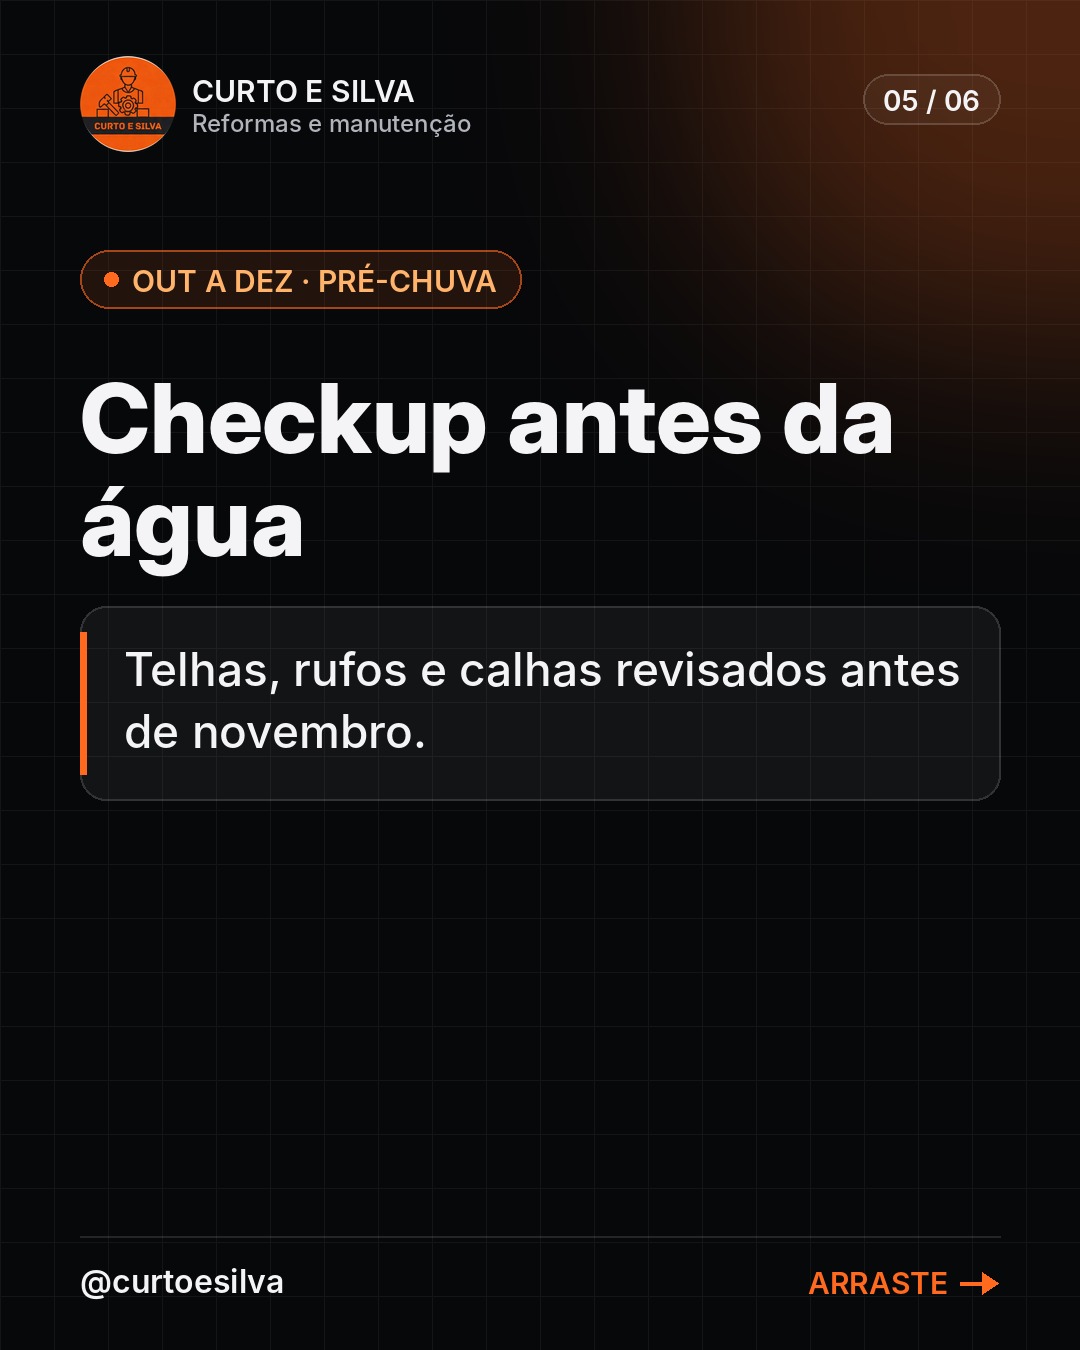 CURTO E SILVA
CURTO E SILVA
Reformas e manutenção
05 / 06
OUT A DEZ · PRÉ-CHUVA
Checkup antes da
água
Telhas, rufos e calhas revisados antes
de novembro.
@curtoesilva
ARRASTE